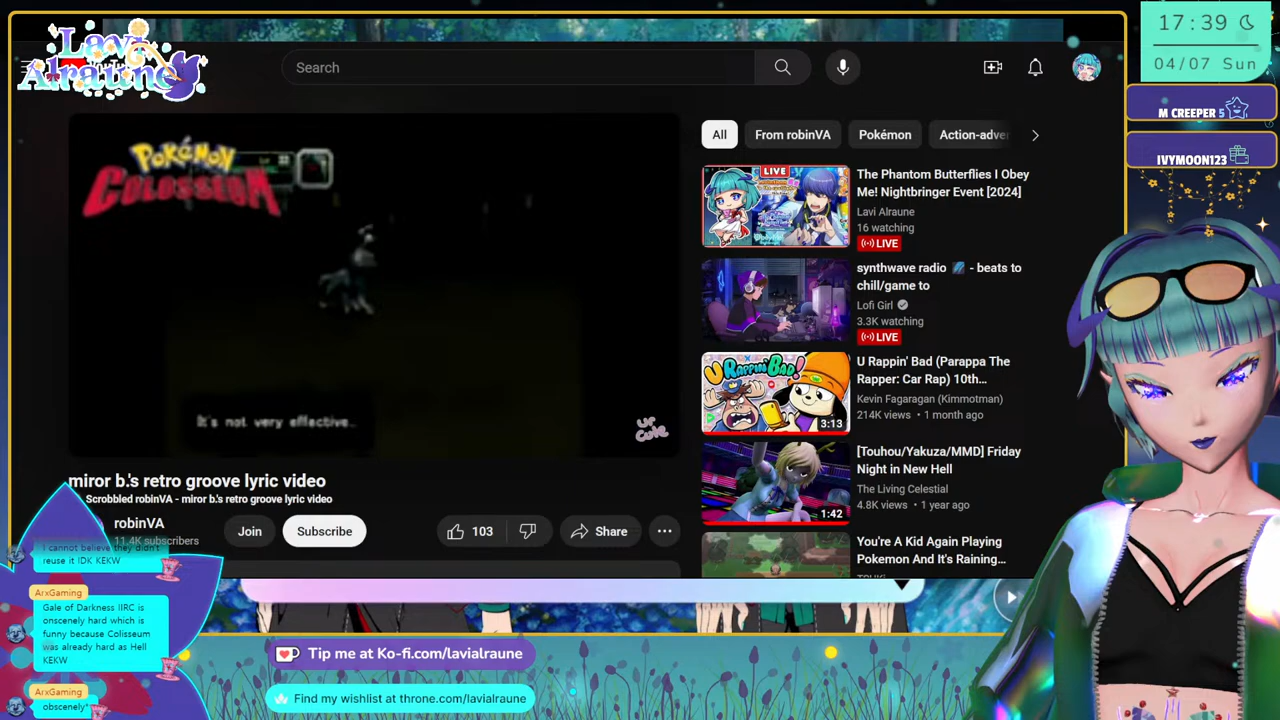 Lavi
Alraune
Search
17:39
04/07 Sun
M CREEPER 5
IVYMOON123
POKéMON
COLOSSEUM
It's not very effective..
UR
CUTE
All
From robinVA
Pokémon
Action-adve
LIVE
The Phantom Butterflies I Obey
Me! Nightbringer Event [2024]
Lavi Alraune
16 watching
LIVE
synthwave radio 🌌 - beats to
chill/game to
Lofi Girl
3.3K watching
LIVE
U RAPPIN' BAD!
3:13
U Rappin' Bad (Parappa The
Rapper: Car Rap) 10th...
Kevin Fagaragan (Kimmotman)
214K views • 1 month ago
1:42
[Touhou/Yakuza/MMD] Friday
Night in New Hell
The Living Celestial
4.8K views • 1 year ago
You're A Kid Again Playing
Pokemon And It's Raining...
miror b.'s retro groove lyric video
Scrobbled robinVA - miror b.'s retro groove lyric video
robinVA
11.4K subscribers
Join
Subscribe
103
Share
I cannot believe they didn't
reuse it IDK KEKW
ArxGaming
Gale of Darkness IIRC is
onscenely hard which is
funny because Colisseum
was already hard as Hell
KEKW
ArxGaming
obscenely*
Tip me at Ko-fi.com/lavialraune
Find my wishlist at throne.com/lavialraune